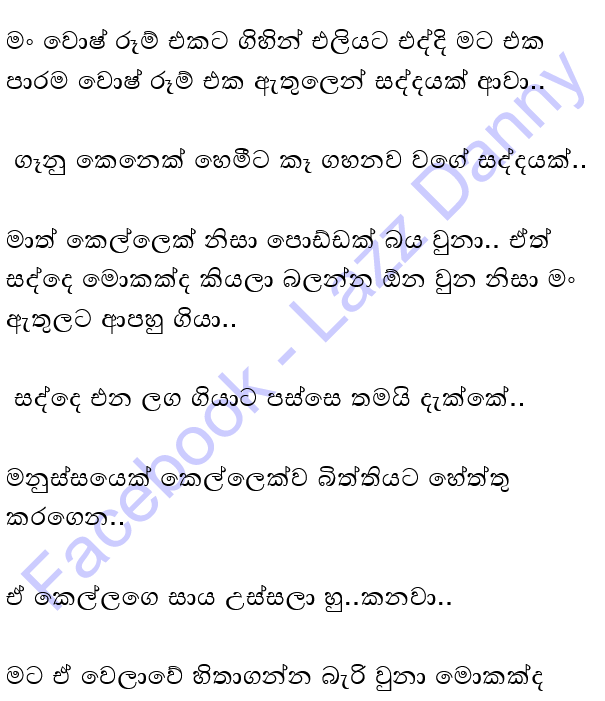 මං වොෂ් රූම් එකට ගිහින් එලියට එද්දි මට එක
පාරම වොෂ් රූම් එක ඇතුලෙන් සද්දයක් ආවා..
ගෑනු කෙනෙක් හෙමීට කෑ ගහනව වගේ සද්දයක්..
මාත් කෙල්ලෙක් නිසා පොඩ්ඩක් බය වුනා.. ඒත්
සද්දෙ මොකක්ද කියලා බලන්න ඕන වුන නිසා මං
ඇතුලට ආපහු ගියා..
සද්දෙ එන ලග ගියාට පස්සෙ තමයි දැක්කේ..
මනුස්සයෙක් කෙල්ලෙක්ව බිත්තියට හේත්තු
කරගෙන..
ඒ කෙල්ලගෙ සාය උස්සලා හු..කනවා..
මට ඒ වෙලාවේ හිතාගන්න බැරි වුනා මොකක්ද
Facebook - Lazz Danny